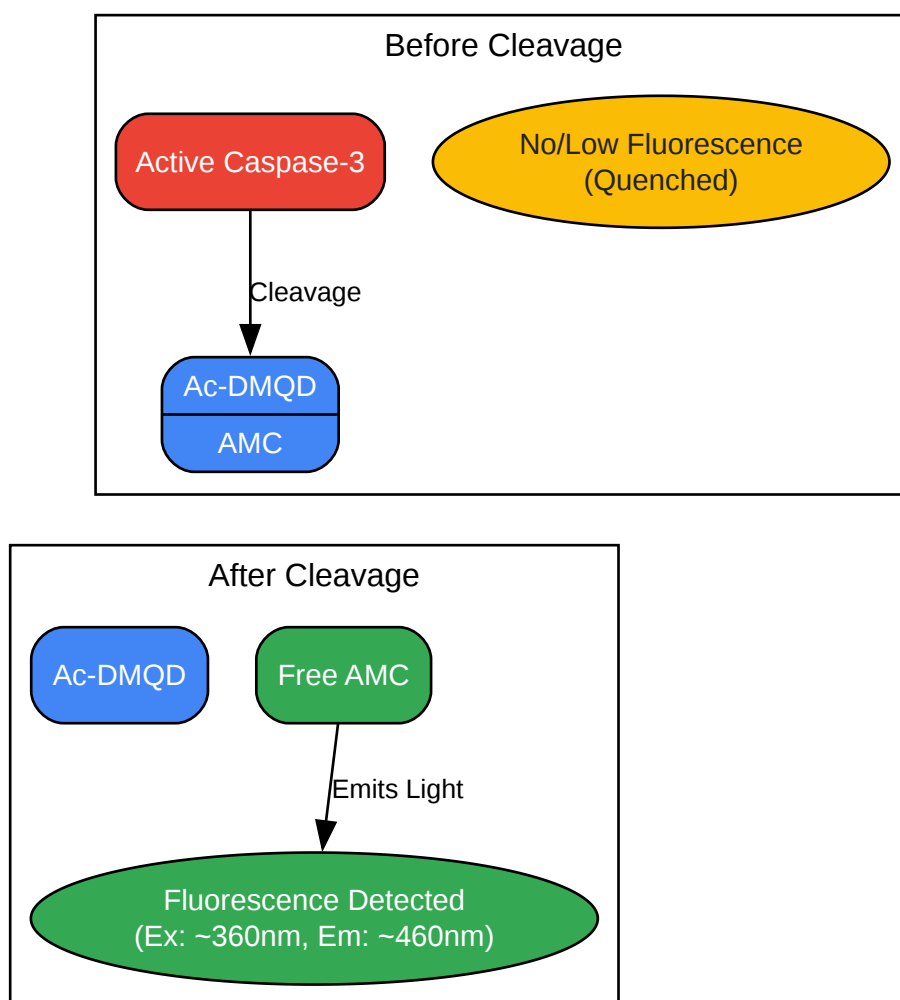 Before Cleavage
Active Caspase-3
No/Low Fluorescence
(Quenched)
Cleavage
Ac-DMQD
AMC
After Cleavage
Ac-DMQD
Free AMC
Emits Light
Fluorescence Detected
(Ex: ~360nm, Em: ~460nm)